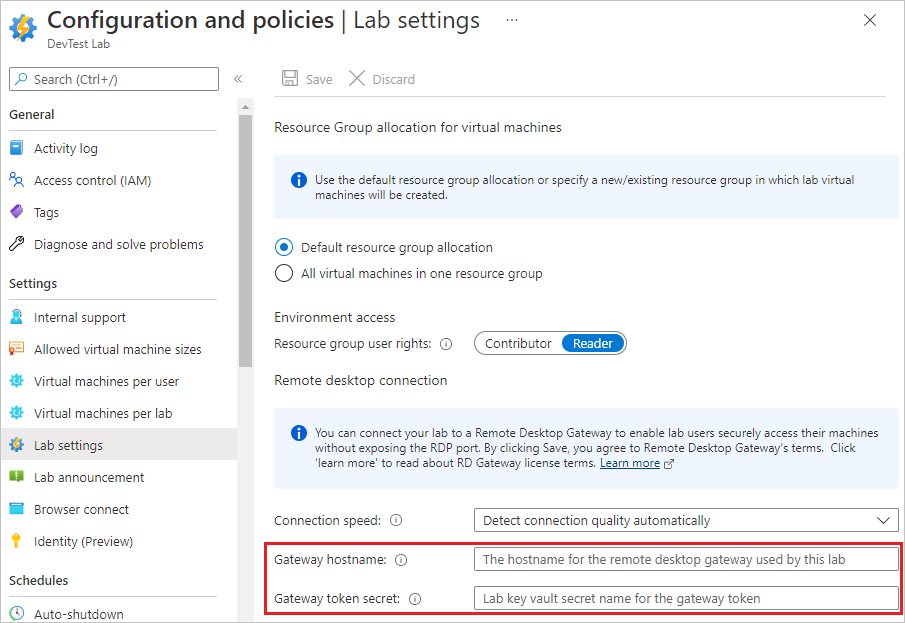 Configuration and policies | Lab settings ...
DevTest Lab
Search (Ctrl+/)
«
General
Activity log
Access control (IAM)
Tags
Diagnose and solve problems
Settings
Internal support
Allowed virtual machine sizes
Virtual machines per user
Virtual machines per lab
Lab settings
Lab announcement
Browser connect
Identity (Preview)
Schedules
Auto-shutdown
Save Discard
Resource Group allocation for virtual machines
Use the default resource group allocation or specify a new/existing resource group in which lab virtual
machines will be created.
Default resource group allocation
All virtual machines in one resource group
Environment access
Resource group user rights: Contributor Reader
Remote desktop connection
You can connect your lab to a Remote Desktop Gateway to enable lab users securely access their machines
without exposing the RDP port. By clicking Save, you agree to Remote Desktop Gateway's terms. Click
'learn more' to read about RD Gateway license terms. Learn more
Connection speed: Detect connection quality automatically
Gateway hostname: The hostname for the remote desktop gateway used by this lab
Gateway token secret: Lab key vault secret name for the gateway token